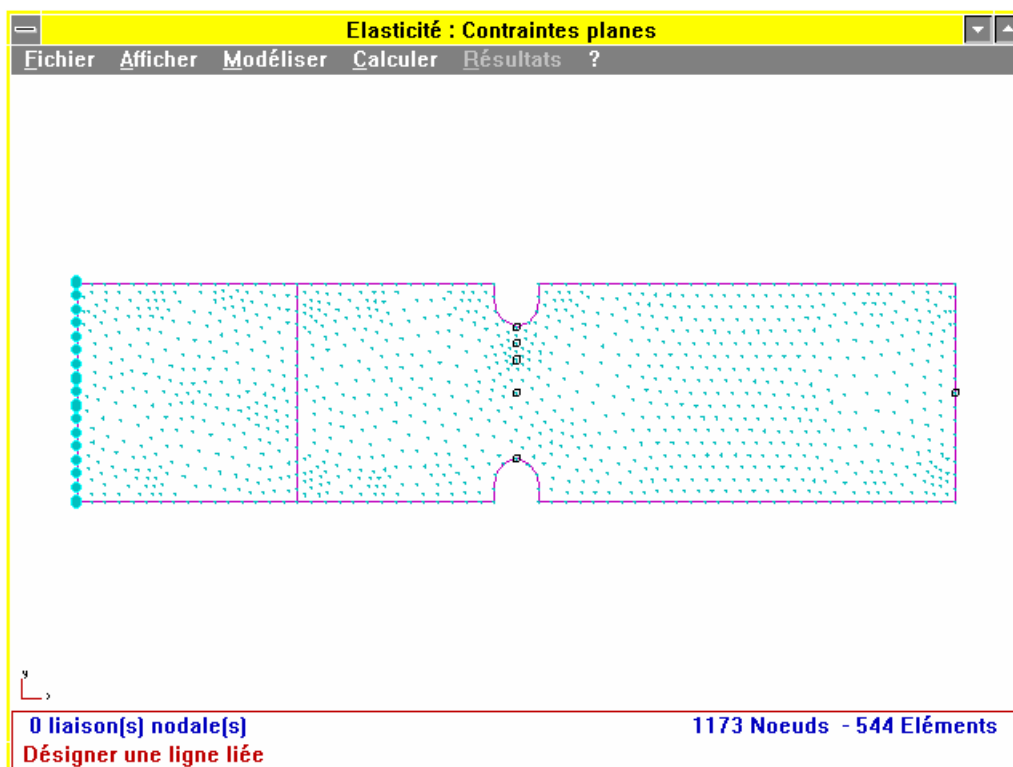 Elasticité : Contraintes planes
Fichier Afficher Modéliser Calculer Résultats ?
y
x
0 liaison(s) nodale(s) 1173 Noeuds - 544 Eléments
Désigner une ligne liée